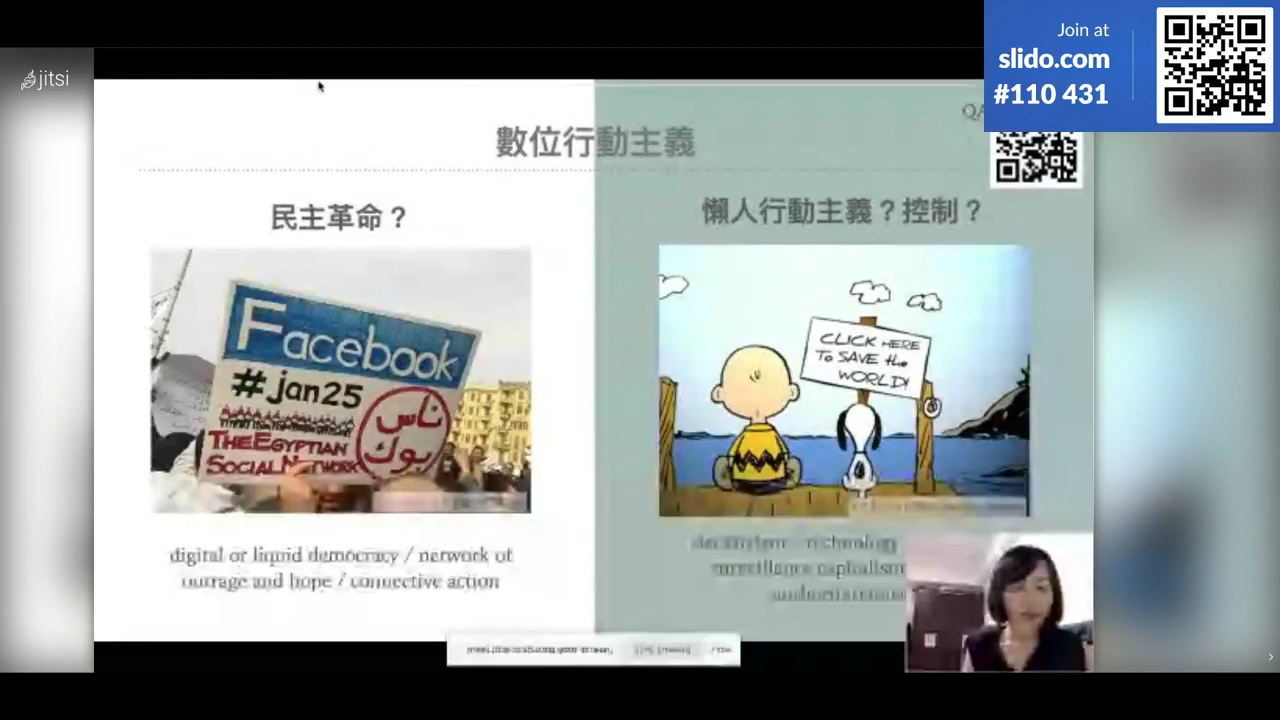 jitsi
Join at
slido.com
#110 431
數位行動主義
民主革命？
Facebook
#jan25
THE EGYPTIAN
SOCIAL NETWORK
ناس
بوك
digital or liquid democracy / network of
outrage and hope / connective action
懶人行動主義？控制？
CLICK HERE
To SAVE the
WORLD!
technology
surveillance capitalism